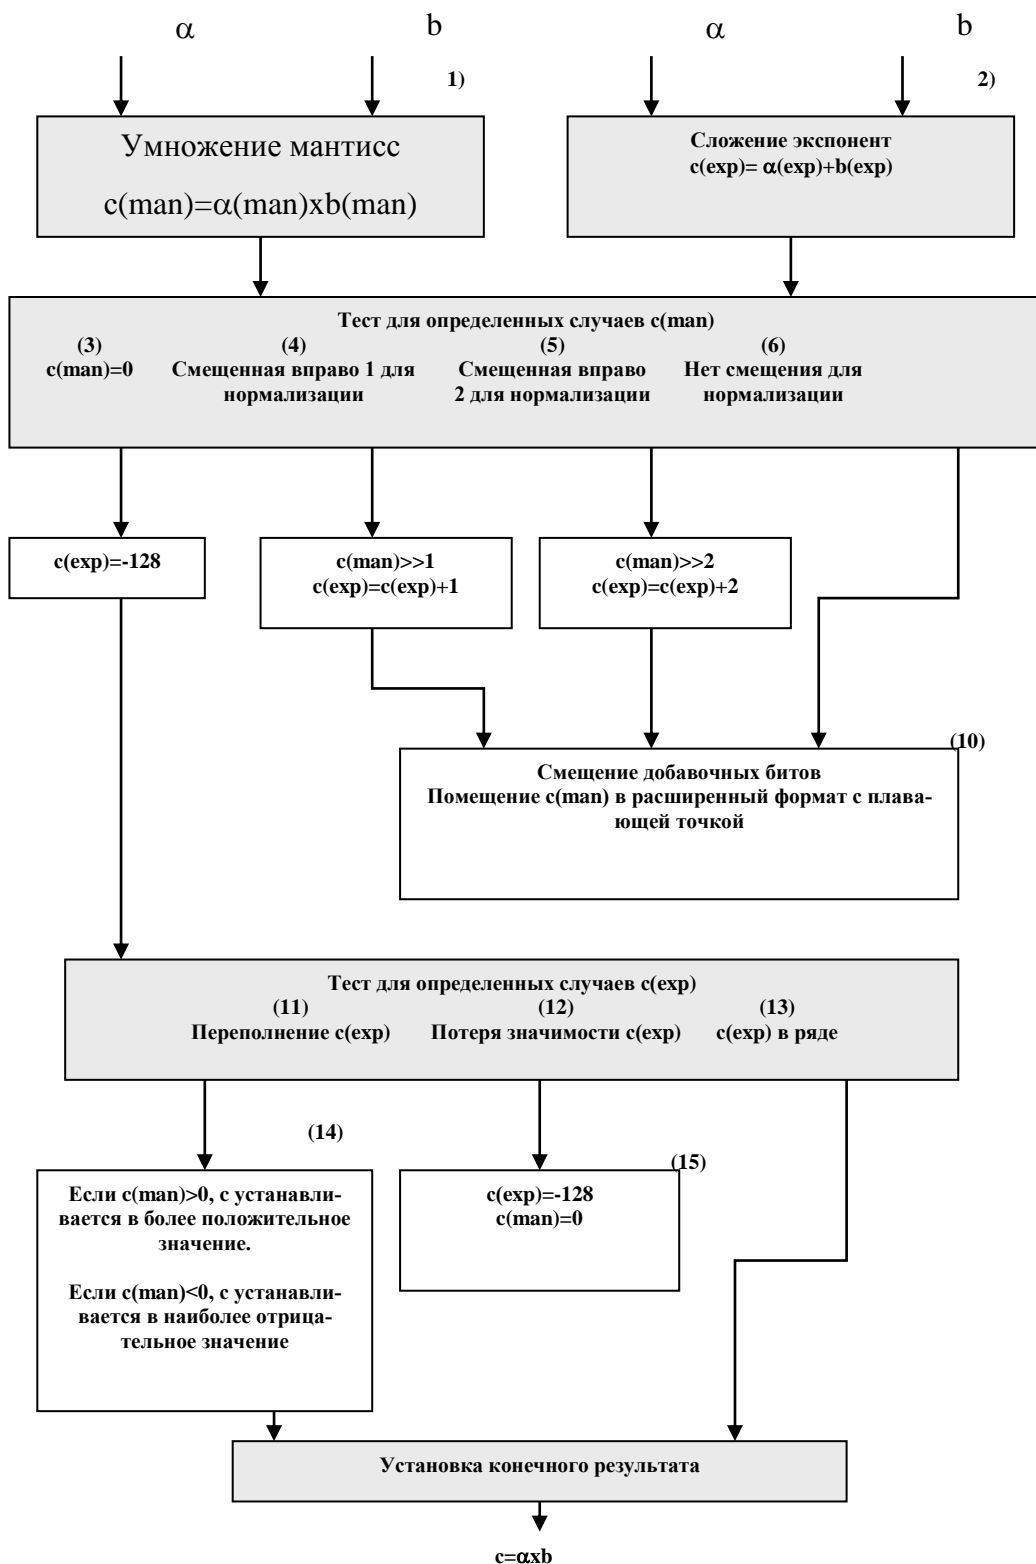 α b α b
1) 2)
Умножение мантисс
c(man)=α(man)xb(man)
Сложение экспонент
c(exp)= α(exp)+b(exp)
Тест для определенных случаев c(man)
(3) (4) (5) (6)
c(man)=0 Смещенная вправо 1 для Смещенная вправо Нет смещения для
нормализации 2 для нормализации нормализации
c(exp)=-128
c(man)>>1
c(exp)=c(exp)+1
c(man)>>2
c(exp)=c(exp)+2
(10)
Смещение добавочных битов
Помещение c(man) в расширенный формат с плава-
ющей точкой
Тест для определенных случаев c(exp)
(11) (12) (13)
Переполнение c(exp) Потеря значимости c(exp) c(exp) в ряде
(14)
(15)
Если c(man)>0, с устанавли-
вается в более положительное
значение.
Если c(man)<0, с устанавли-
вается в наиболее отрица-
тельное значение
c(exp)=-128
c(man)=0
Установка конечного результата
c=αxb